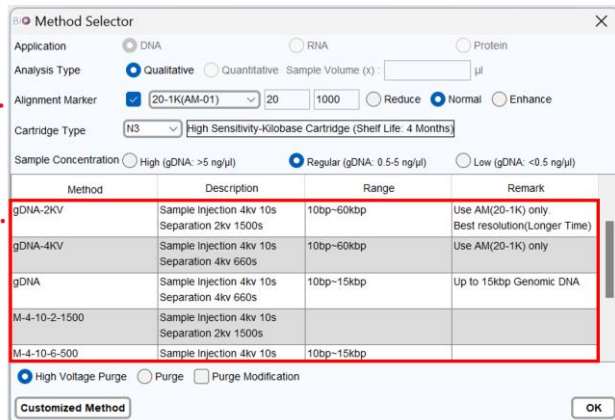 BiO Method Selector
Application DNA RNA Protein
Analysis Type Qualitative Quantitative Sample Volume (x) : µl
Alignment Marker 20-1K(AM-01) 20 1000 Reduce Normal Enhance
Cartridge Type N3 High Sensitivity-Kilobase Cartridge (Shelf Life: 4 Months)
Sample Concentration High (gDNA: >5 ng/µl) Regular (gDNA: 0.5-5 ng/µl) Low (gDNA: <0.5 ng/µl)
Method Description Range Remark
gDNA-2KV Sample Injection 4kv 10s 10bp~60kbp Use AM(20-1K) only.
Separation 2kv 1500s Best resolution(Longer Time)
gDNA-4KV Sample Injection 4kv 10s 10bp~60kbp Use AM(20-1K) only
Separation 4kv 660s
gDNA Sample Injection 4kv 10s 10bp~15kbp Up to 15kbp Genomic DNA
Separation 4kv 660s
M-4-10-2-1500 Sample Injection 4kv 10s
Separation 2kv 1500s
M-4-10-6-500 Sample Injection 4kv 10s 10bp~15kbp
High Voltage Purge Purge Purge Modification
Customized Method OK